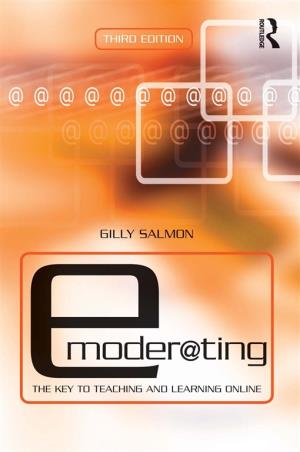 THIRD EDITION
Routledge
@ @ @ @ @ @ @ @ @ @ @ @
GILLY SALMON
e
moder@ting
THE KEY TO TEACHING AND LEARNING ONLINE